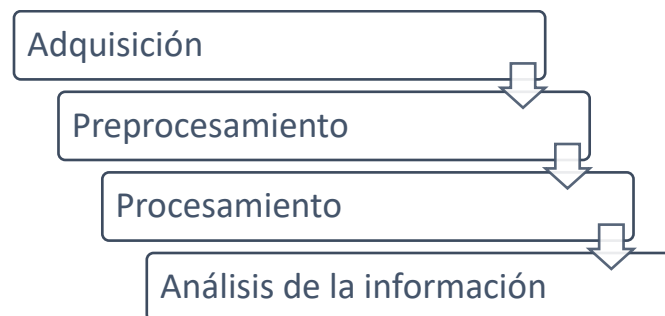 Adquisición
Preprocesamiento
Procesamiento
Análisis de la información